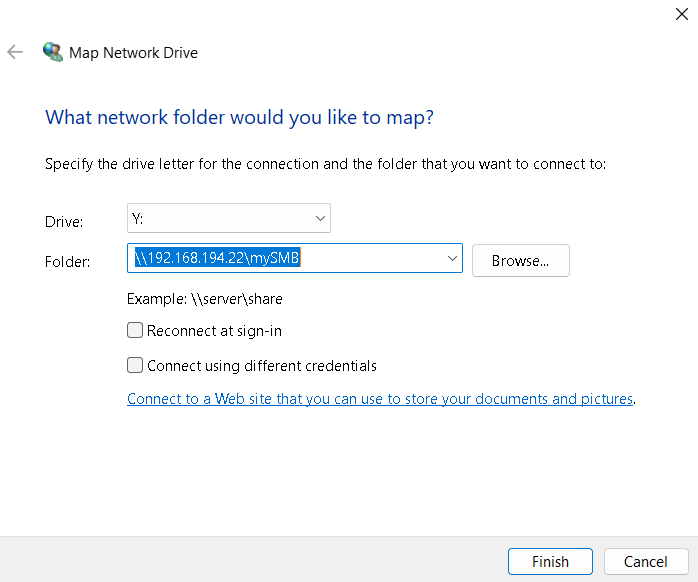 Map Network Drive
What network folder would you like to map?
Specify the drive letter for the connection and the folder that you want to connect to:
Drive: Y:
Folder: \\192.168.194.22\mySMB Browse...
Example: \\server\share
Reconnect at sign-in
Connect using different credentials
Connect to a Web site that you can use to store your documents and pictures.
Finish Cancel